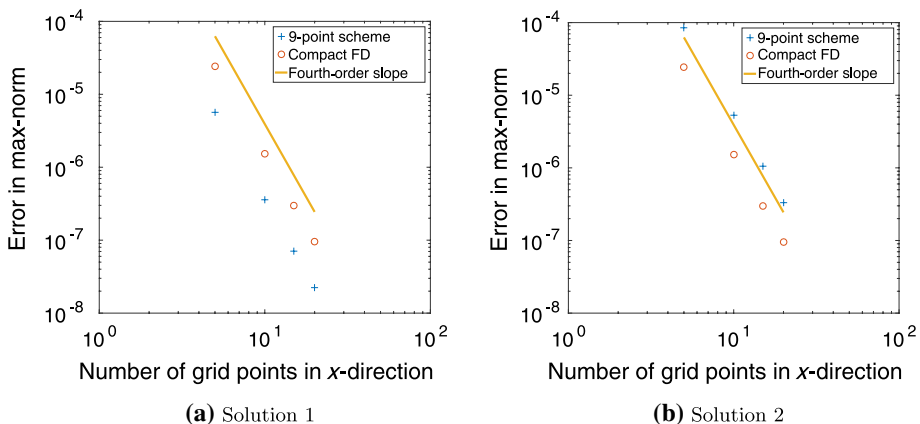 10^-4
10^-5
10^-6
10^-7
10^-8
Error in max-norm
9-point scheme
Compact FD
Fourth-order slope
10^0
10^1
10^2
Number of grid points in x-direction
(a) Solution 1
10^-4
10^-5
10^-6
10^-7
10^-8
Error in max-norm
9-point scheme
Compact FD
Fourth-order slope
10^0
10^1
10^2
Number of grid points in x-direction
(b) Solution 2